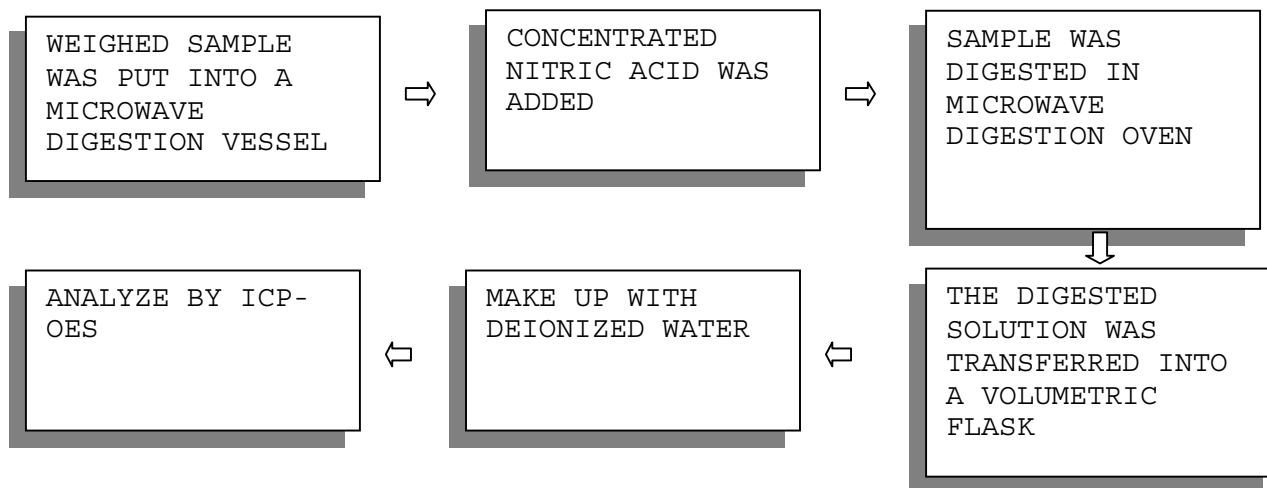 WEIGHED SAMPLE
WAS PUT INTO A
MICROWAVE
DIGESTION VESSEL
CONCENTRATED
NITRIC ACID WAS
ADDED
SAMPLE WAS
DIGESTED IN
MICROWAVE
DIGESTION OVEN
THE DIGESTED
SOLUTION WAS
TRANSFERRED INTO
A VOLUMETRIC
FLASK
MAKE UP WITH
DEIONIZED WATER
ANALYZE BY ICP-
OES